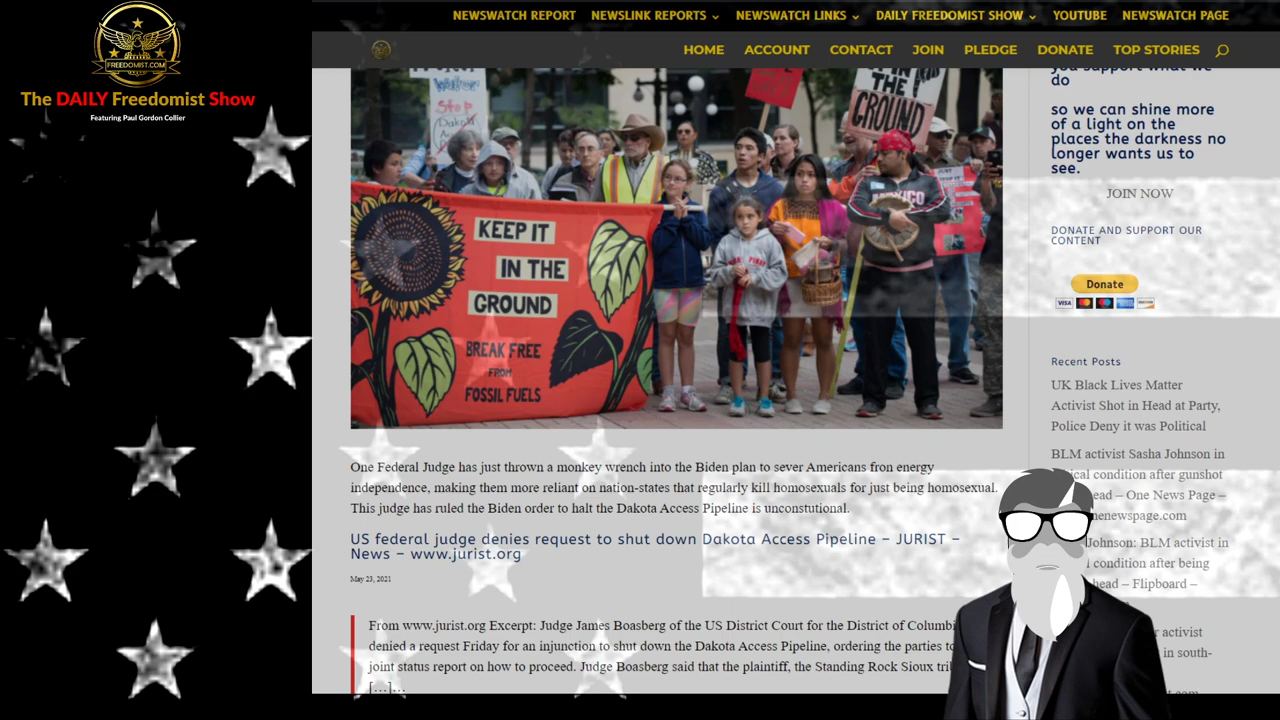 FREEDOMIST.COM
The DAILY Freedomist Show
Featuring Paul Gordon Collier
NEWSWATCH REPORT NEWSLINK REPORTS NEWSWATCH LINKS DAILY FREEDOMIST SHOW YOUTUBE NEWSWATCH PAGE
HOME ACCOUNT CONTACT JOIN PLEDGE DONATE TOP STORIES
Water
Stop
Dakota
THE
GROUND
MEXICO
KEEP IT
IN THE
GROUND
BREAK FREE
FROM
FOSSIL FUELS
One Federal Judge has just thrown a monkey wrench into the Biden plan to sever Americans fron energy
independence, making them more reliant on nation-states that regularly kill homosexuals for just being homosexual.
This judge has ruled the Biden order to halt the Dakota Access Pipeline is unconstutional.
US federal judge denies request to shut down Dakota Access Pipeline – JURIST –
News – www.jurist.org
May 23, 2021
From www.jurist.org Excerpt: Judge James Boasberg of the US District Court for the District of Columbi
denied a request Friday for an injunction to shut down the Dakota Access Pipeline, ordering the parties to
joint status report on how to proceed. Judge Boasberg said that the plaintiff, the Standing Rock Sioux tri
[…]…
you support what we
do
so we can shine more
of a light on the
places the darkness no
longer wants us to
see.
JOIN NOW
DONATE AND SUPPORT OUR
CONTENT
Donate
VISA
Recent Posts
UK Black Lives Matter
Activist Shot in Head at Party,
Police Deny it was Political
BLM activist Sasha Johnson in
ical condition after gunshot
ead – One News Page –
enewspage.com
Johnson: BLM activist in
l condition after being
head – Flipboard –
r activist
in south-